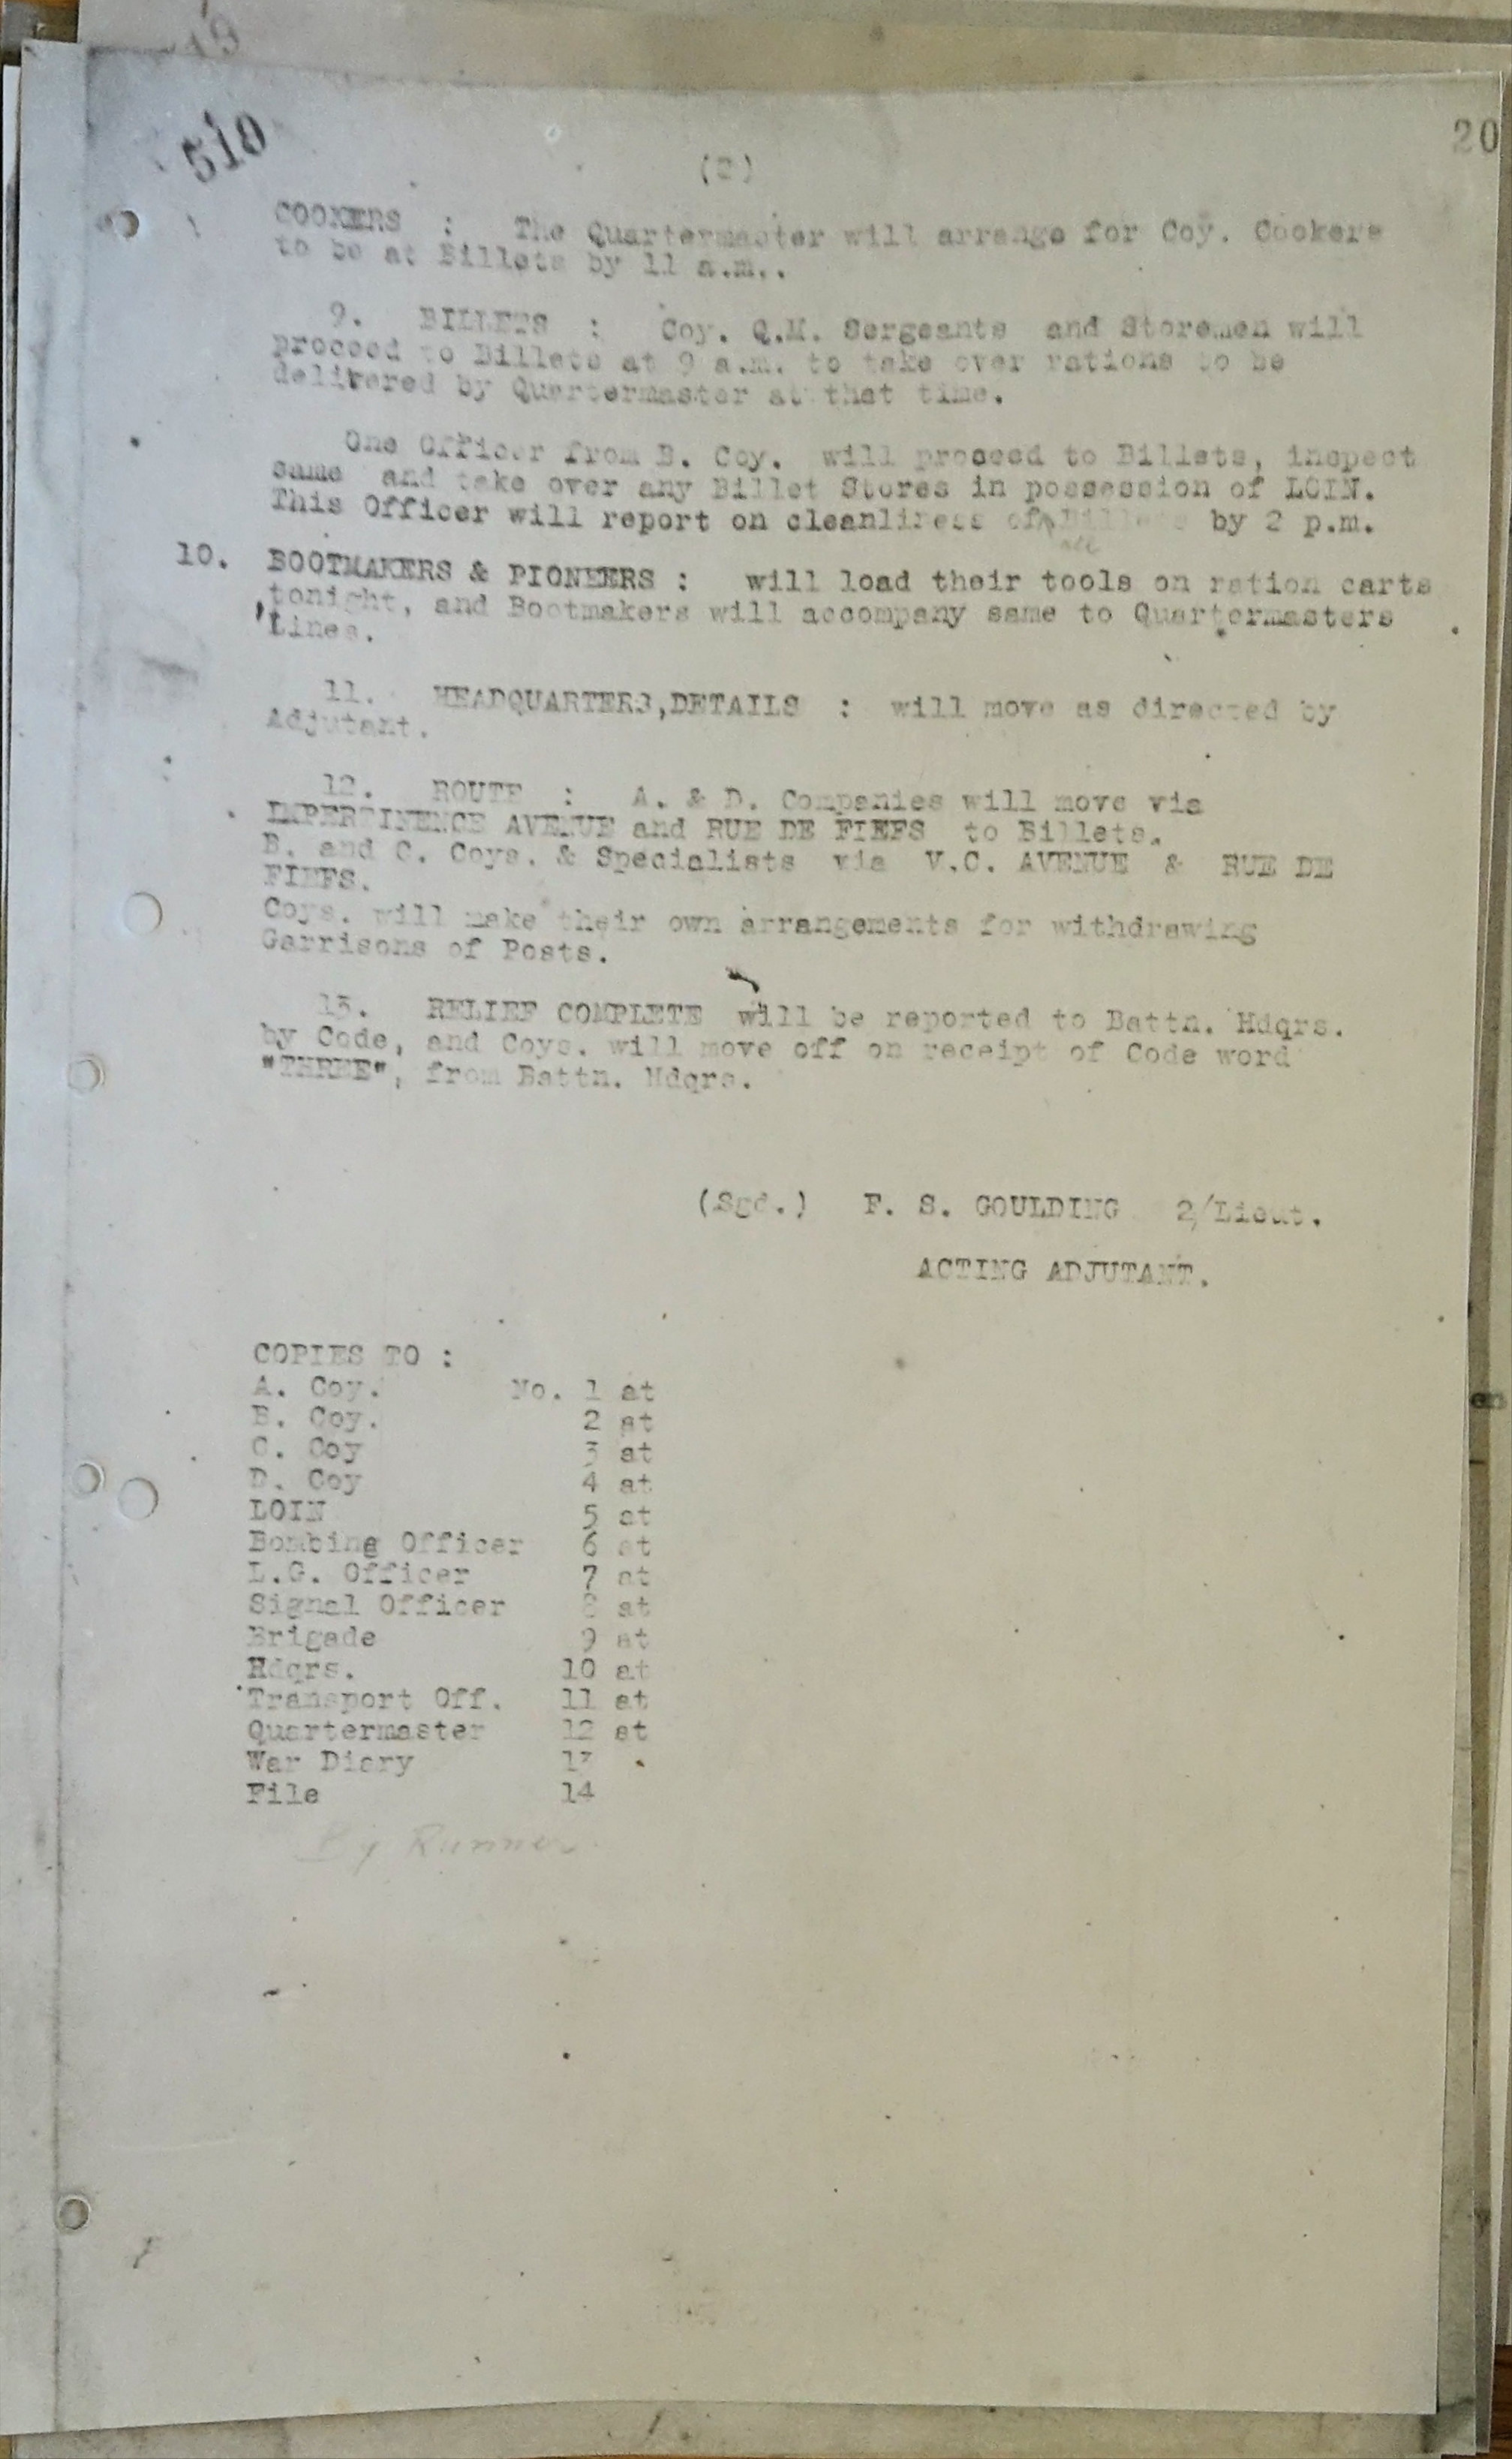 19
510
20
(2)
COOKERS : The Quartermaster will arrange for Coy. Cookers
to be at Billets by 11 a.m..
9. BILLETS : Coy. Q.M. Sergeants and Storemen will
proceed to Billets at 9 a.m. to take over rations to be
delivered by Quartermaster at that time.
One Officer from B. Coy. will proceed to Billets, inspect
same and take over any Billet Stores in possession of LOIN.
This Officer will report on cleanliness of all Billets by 2 p.m.
10. BOOTMAKERS & PIONEERS : will load their tools on ration carts
tonight, and Bootmakers will accompany same to Quartermasters
Lines.
11. HEADQUARTERS,DETAILS : will move as directed by
Adjutant.
12. ROUTE : A. & D. Companies will move via
IMPERTINENCE AVENUE and RUE DE FIEFS to Billets.
B. and C. Coys. & Specialists via V.C. AVENUE & RUE DE
FIEFS.
Coys. will make their own arrangements for withdrawing
Garrisons of Posts.
13. RELIEF COMPLETE will be reported to Battn. Hdqrs.
by Code, and Coys. will move off on receipt of Code word
"THREE", from Battn. Hdqrs.
(Sgd.) F. S. GOULDING 2/Lieut.
ACTING ADJUTANT.
COPIES TO :
A. Coy. No. 1 at
B. Coy. 2 at
C. Coy 3 at
D. Coy 4 at
LOIN 5 at
Bombing Officer 6 at
L.G. Officer 7 at
Signal Officer 8 at
Brigade 9 at
Hdqrs. 10 at
Transport Off. 11 at
Quartermaster 12 at
War Diary 13
File 14
By Runner
en